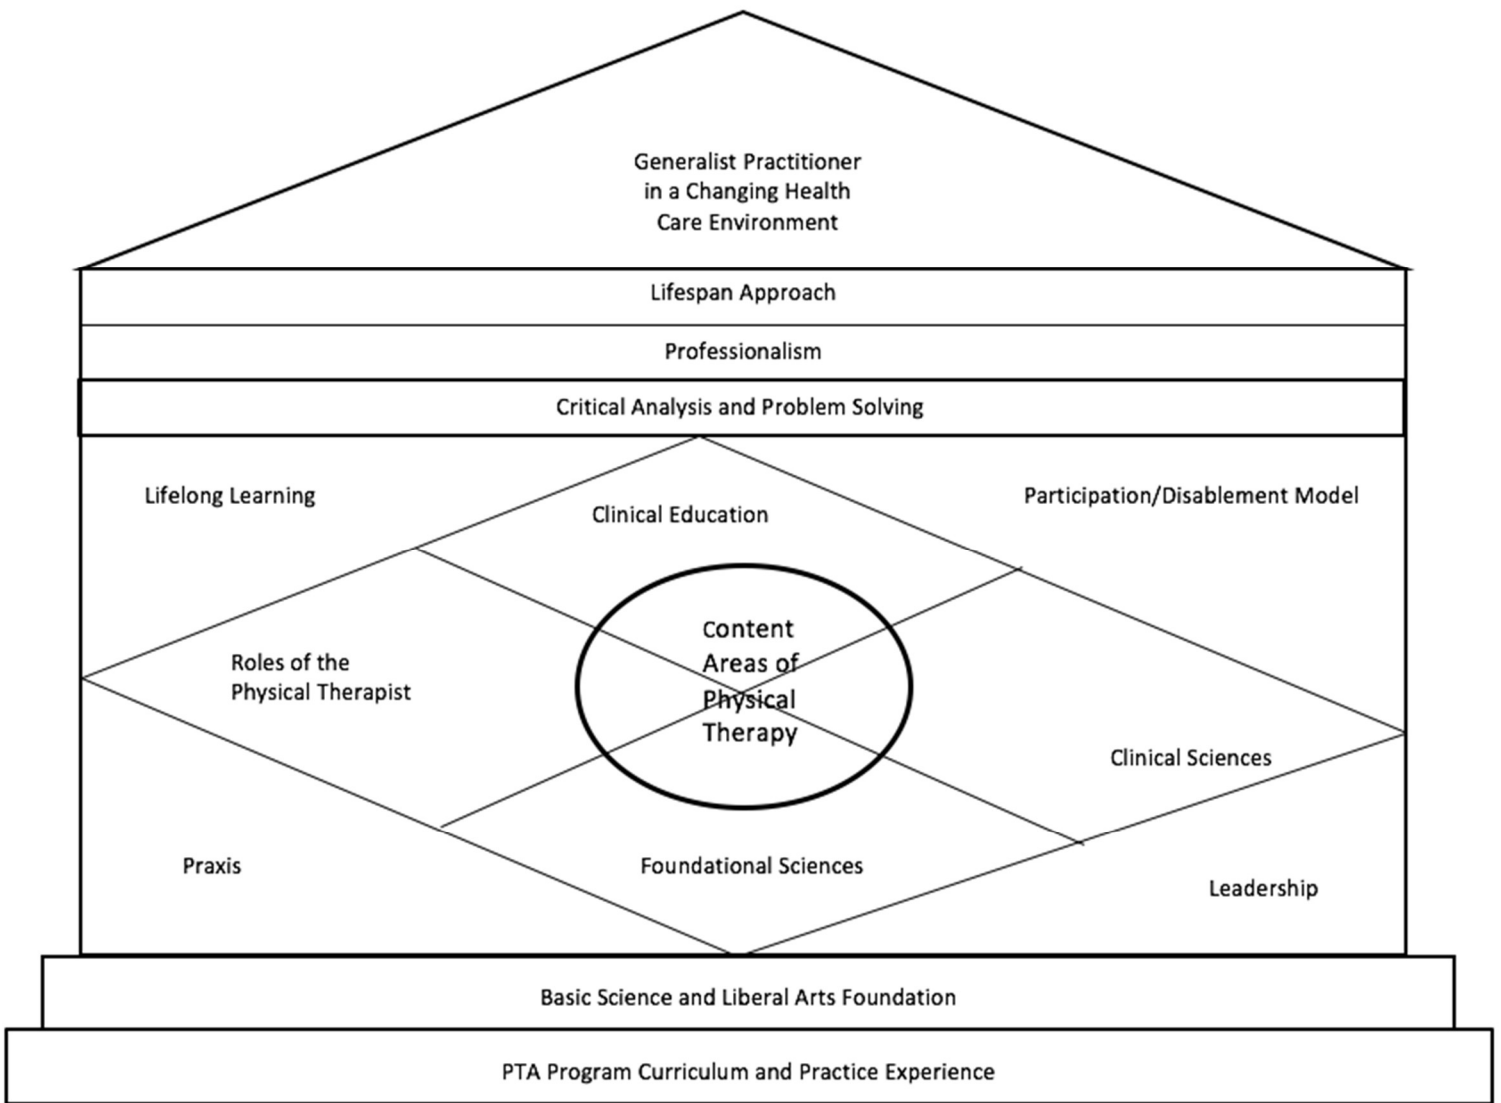 Generalist Practitioner
in a Changing Health
Care Environment
Lifespan Approach
Professionalism
Critical Analysis and Problem Solving
Lifelong Learning
Participation/Disablement Model
Clinical Education
Content
Areas of
Physical
Therapy
Roles of the
Physical Therapist
Clinical Sciences
Praxis
Foundational Sciences
Leadership
Basic Science and Liberal Arts Foundation
PTA Program Curriculum and Practice Experience